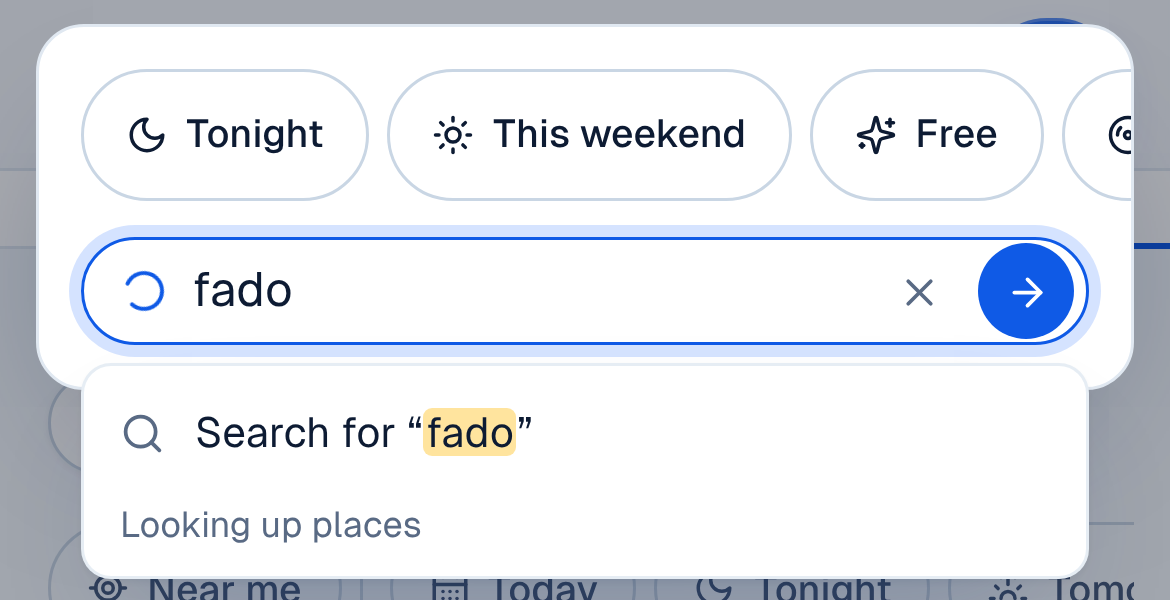 Tonight This weekend Free
fado
Search for “fado”
Looking up places
Near me Today Tonight